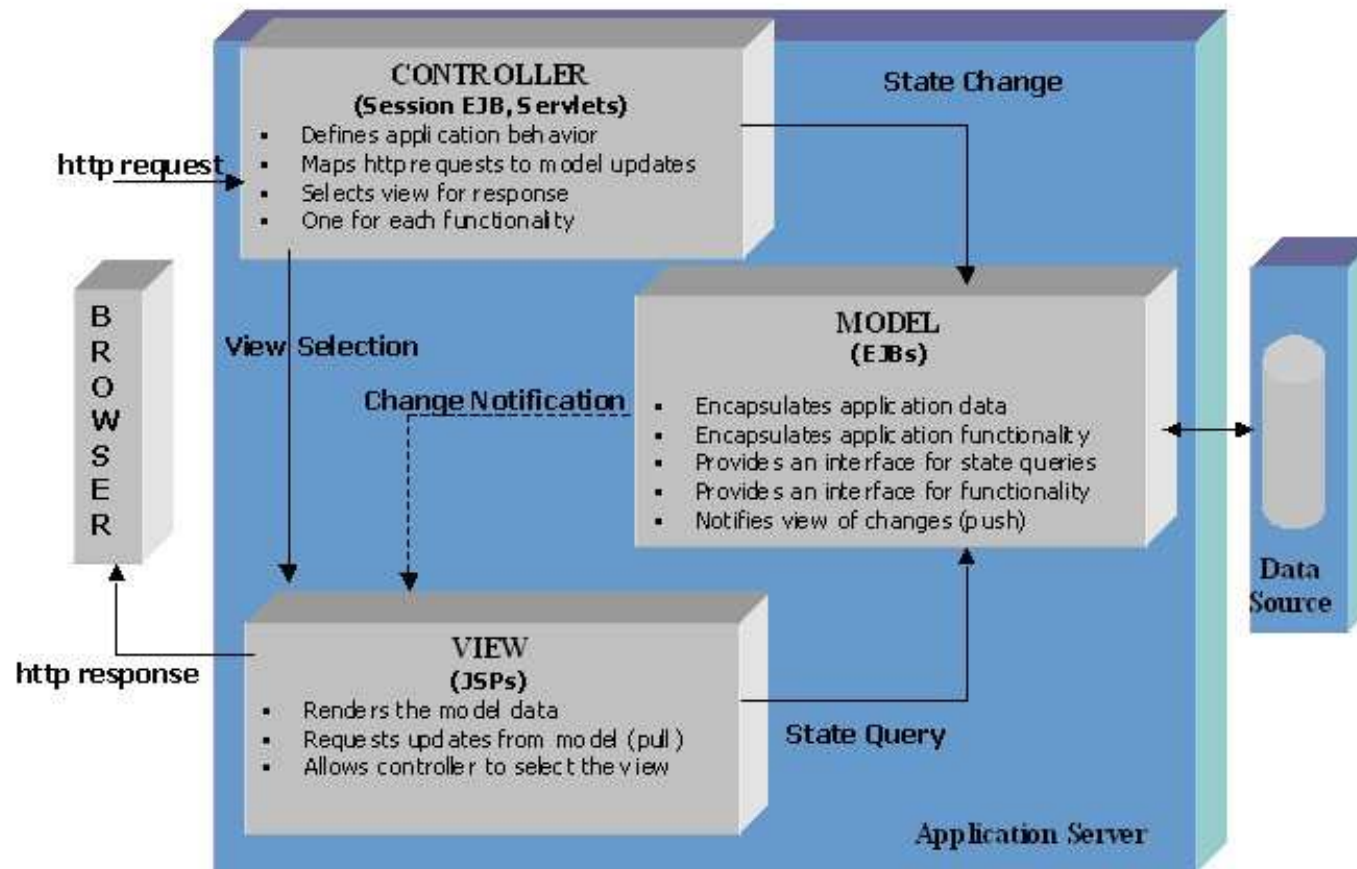 CONTROLLER
(Session EJB, Servlets)
▪ Defines application behavior
▪ Maps http requests to model updates
▪ Selects view for response
▪ One for each functionality
State Change
http request
BROWSER
View Selection
Change Notification
MODEL
(EJBs)
▪ Encapsulates application data
▪ Encapsulates application functionality
▪ Provides an interface for state queries
▪ Provides an interface for functionality
▪ Notifies view of changes (push)
Data
Source
http response
VIEW
(JSPs)
▪ Renders the model data
▪ Requests updates from model (pull)
▪ Allows controller to select the view
State Query
Application Server